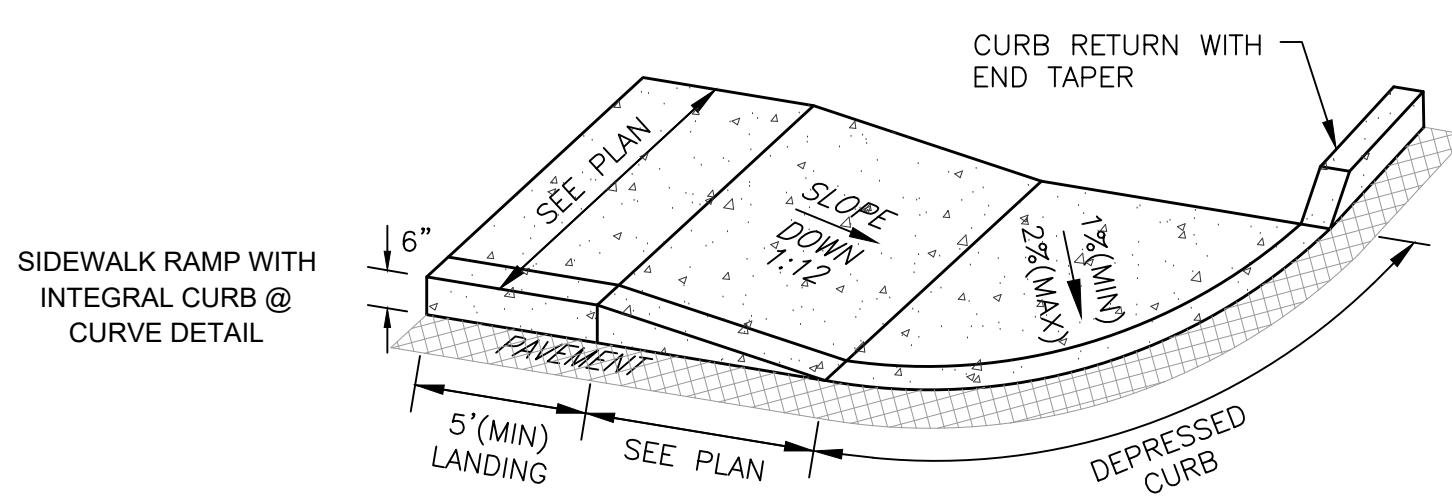 CURB RETURN WITH
END TAPER
SEE PLAN
SLOPE
DOWN
1:12
1%(MIN)
2%(MAX)
6"
SIDEWALK RAMP WITH
INTEGRAL CURB @
CURVE DETAIL
PAVEMENT
5'(MIN)
LANDING
SEE PLAN
DEPRESSED
CURB